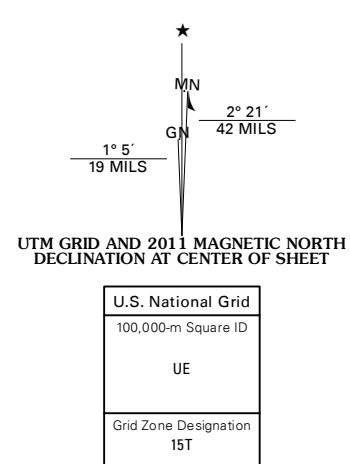 ★
MN
GN
2° 21´
42 MILS
1° 5´
19 MILS
UTM GRID AND 2011 MAGNETIC NORTH
DECLINATION AT CENTER OF SHEET
U.S. National Grid
100,000-m Square ID
UE
Grid Zone Designation
15T